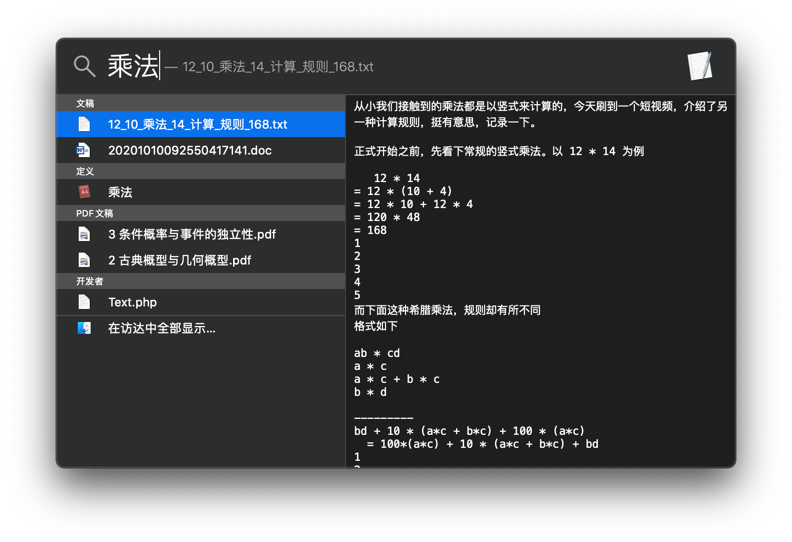 乘法 — 12_10_乘法_14_计算_规则_168.txt
文稿
12_10_乘法_14_计算_规则_168.txt
20201010092550417141.doc
定义
乘法
PDF 文稿
3 条件概率与事件的独立性.pdf
2 古典概型与几何概型.pdf
开发者
Text.php
在访达中全部显示...
从小我们接触到的乘法都是以竖式来计算的，今天刷到一个短视频，介绍了另
一种计算规则，挺有意思，记录一下。
正式开始之前，先看下常规的竖式乘法。以 12 * 14 为例
12 * 14
= 12 * (10 + 4)
= 12 * 10 + 12 * 4
= 120 * 48
= 168
1
2
3
4
5
而下面这种希腊乘法，规则却有所不同
格式如下
ab * cd
a * c
a * c + b * c
b * d
---------
bd + 10 * (a*c + b*c) + 100 * (a*c)
= 100*(a*c) + 10 * (a*c + b*c) + bd
1